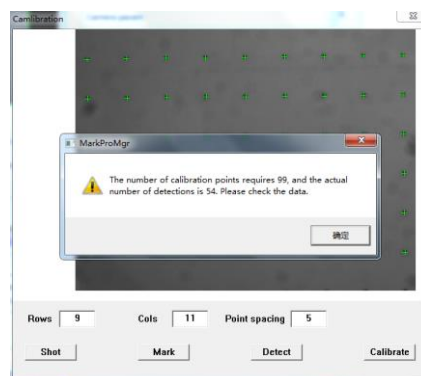 Camlibration
MarkProMgr
The number of calibration points requires 99, and the actual
number of detections is 54. Please check the data.
确定
Rows 9 Cols 11 Point spacing 5
Shot Mark Detect Calibrate